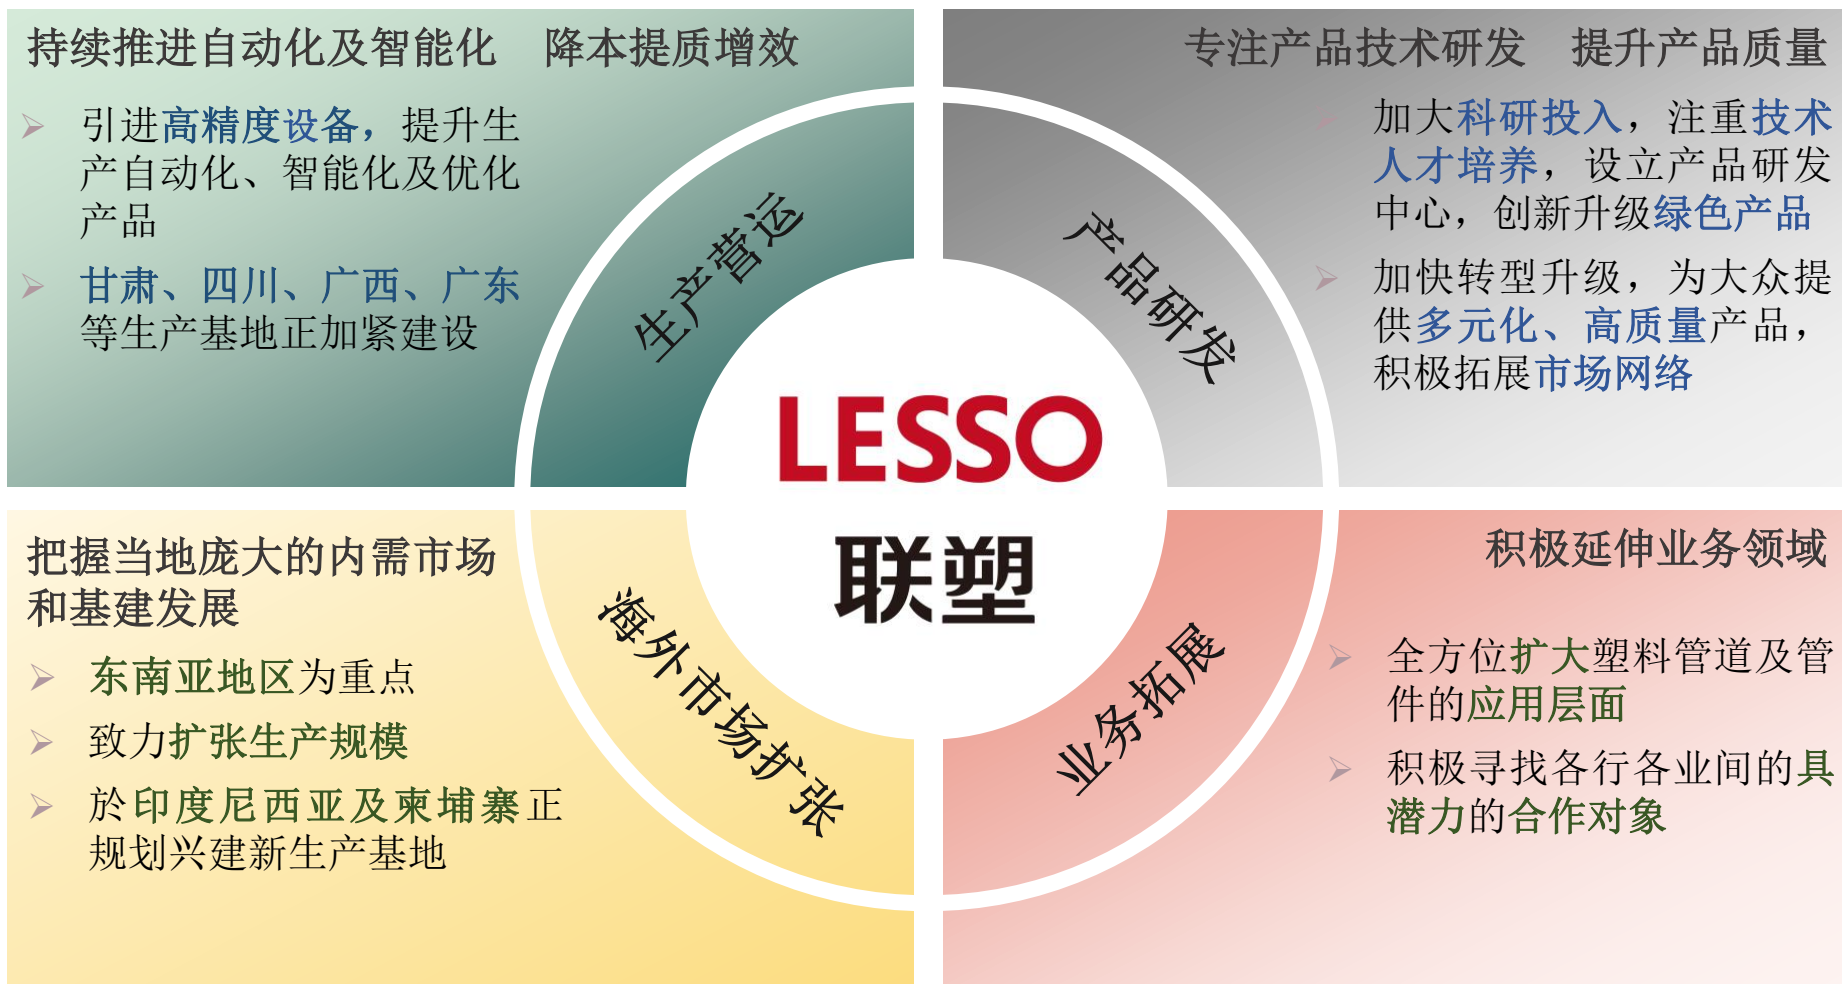 持续推进自动化及智能化 降本提质增效
引进高精度设备，提升生
产自动化、智能化及优化
产品
甘肃、四川、广西、广东
等生产基地正加紧建设
生产营运
专注产品技术研发 提升产品质量
加大科研投入，注重技术
人才培养，设立产品研发
中心，创新升级绿色产品
加快转型升级，为大众提
供多元化、高质量产品，
积极拓展市场网络
产品研发
LESSO
联塑
把握当地庞大的内需市场
和基建发展
东南亚地区为重点
致力扩张生产规模
於印度尼西亚及柬埔寨正
规划兴建新生产基地
海外市场扩张
积极延伸业务领域
全方位扩大塑料管道及管
件的应用层面
积极寻找各行各业间的具
潜力的合作对象
业务拓展